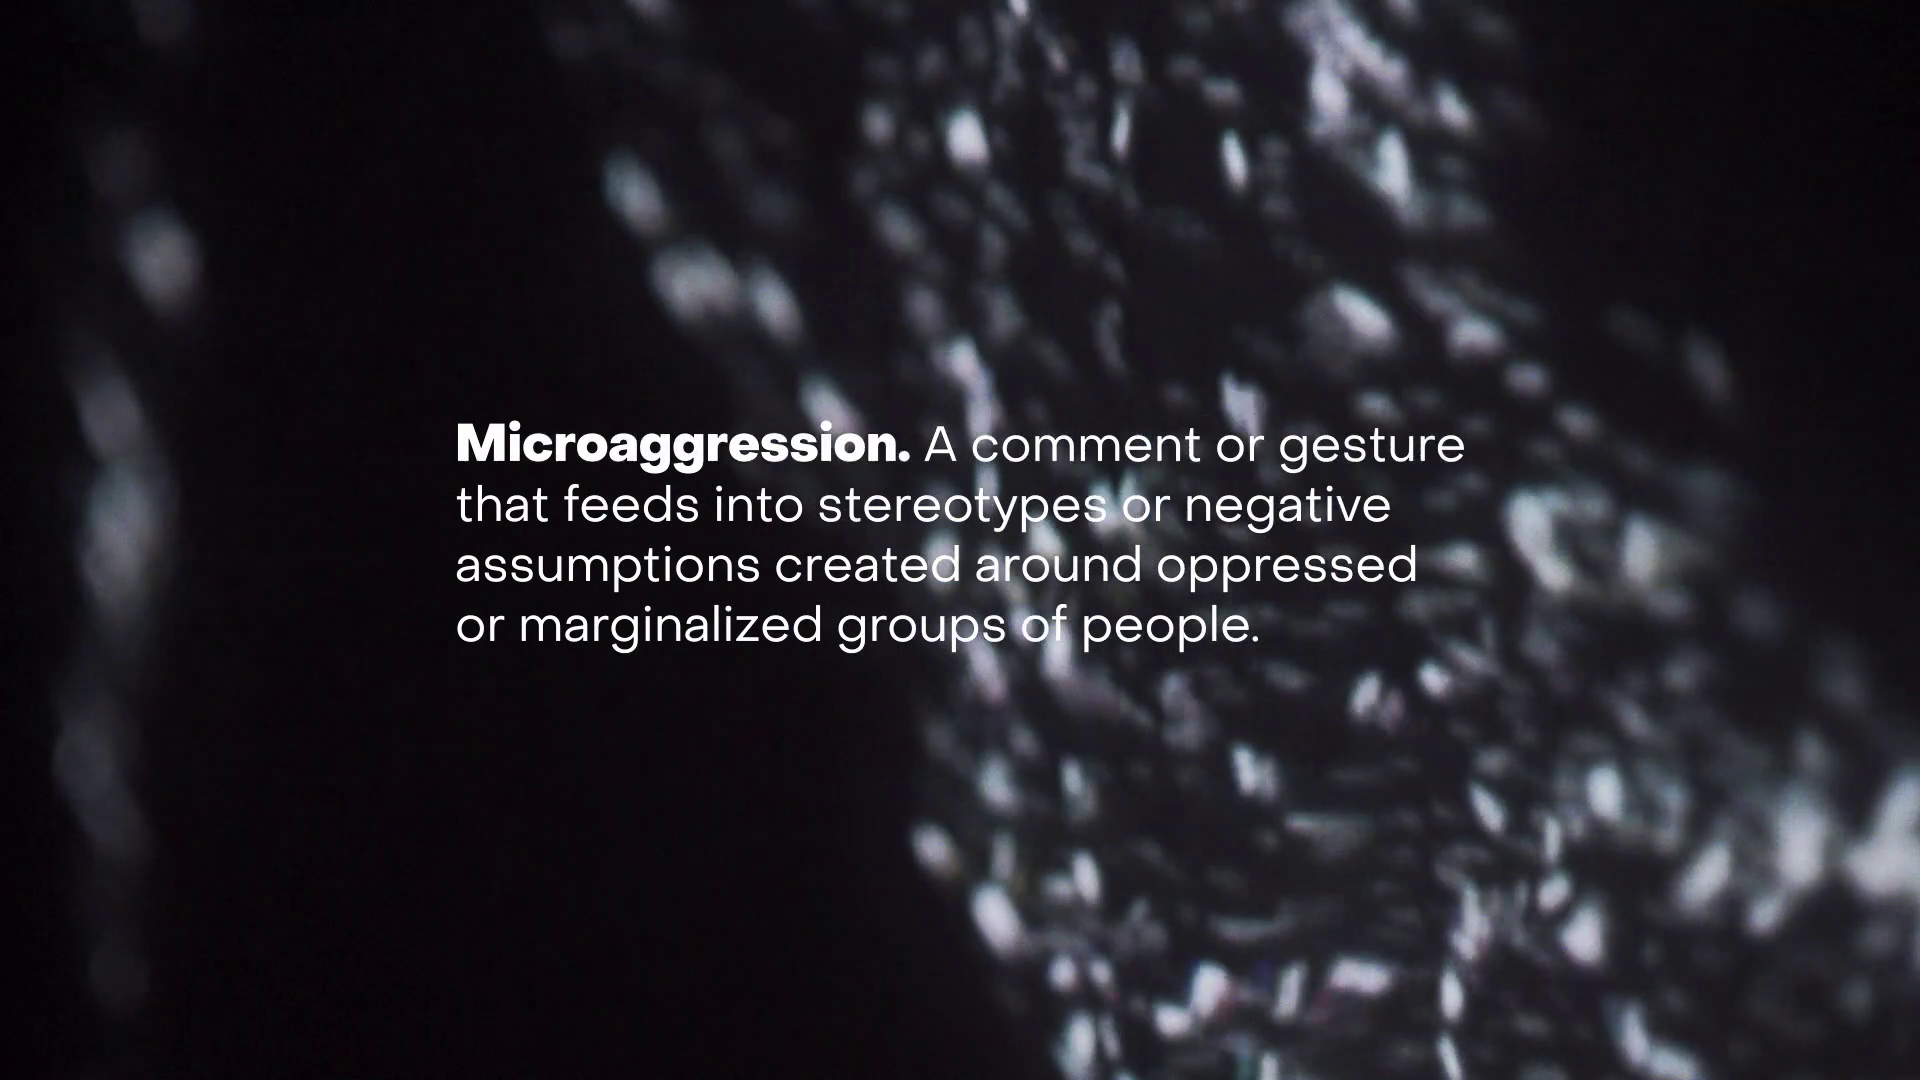 Microaggression. A comment or gesture
that feeds into stereotypes or negative
assumptions created around oppressed
or marginalized groups of people.